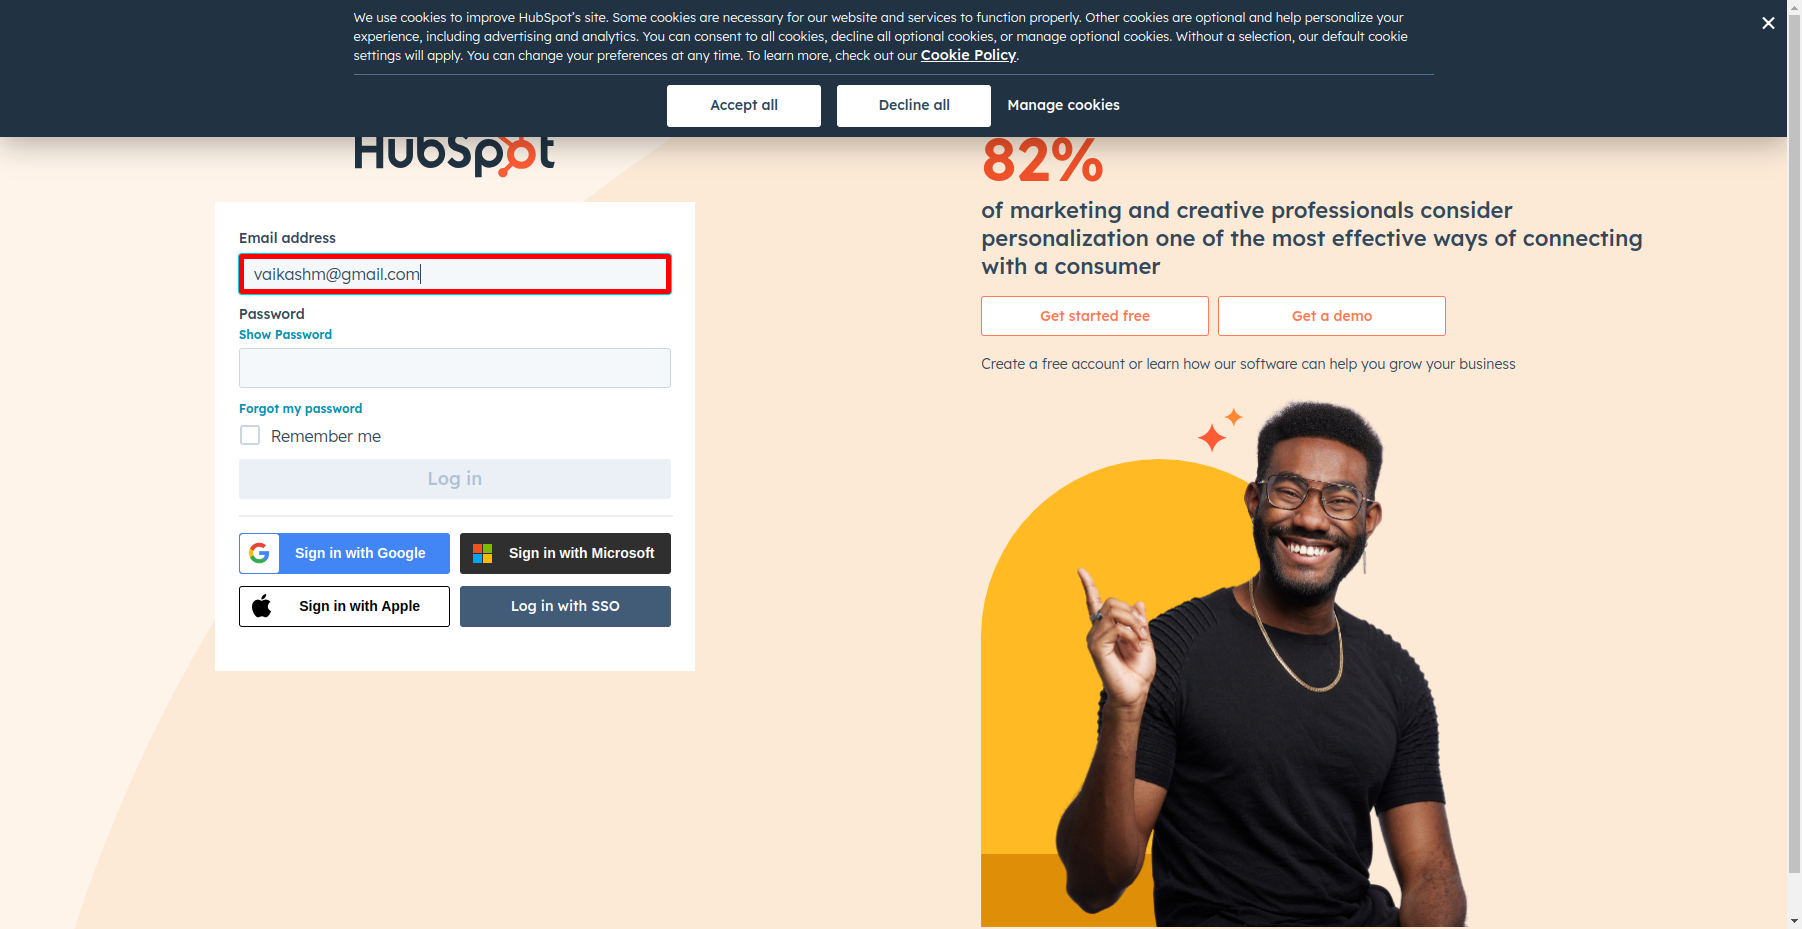 We use cookies to improve HubSpot's site. Some cookies are necessary for our website and services to function properly. Other cookies are optional and help personalize your
experience, including advertising and analytics. You can consent to all cookies, decline all optional cookies, or manage optional cookies. Without a selection, our default cookie
settings will apply. You can change your preferences at any time. To learn more, check out our Cookie Policy.
Accept all
Decline all
Manage cookies
HubSpot
Email address
vaikashm@gmail.com
Password
Show Password
Forgot my password
Remember me
Log in
Sign in with Google
Sign in with Microsoft
Sign in with Apple
Log in with SSO
82%
of marketing and creative professionals consider
personalization one of the most effective ways of connecting
with a consumer
Get started free
Get a demo
Create a free account or learn how our software can help you grow your business